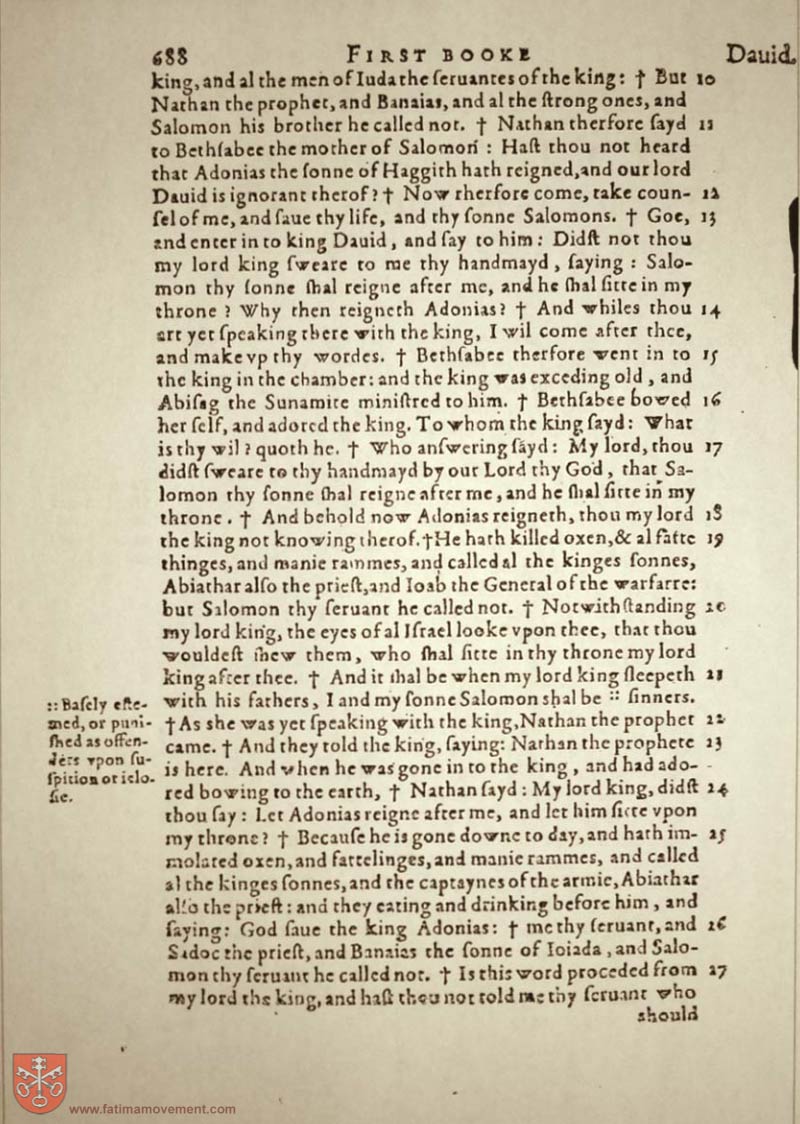 688 FIRST BOOKE Dauid.
king, and al the men of Iuda the ſeruantes of the king: † But 10
Nathan the prophet, and Banaias, and al the ſtrong ones, and
Salomon his brother he called not. † Nathan therfore ſayd 11
to Bethſabee the mother of Salomon: Haſt thou not heard
that Adonias the ſonne of Haggith hath reigned, and our lord
Dauid is ignorant therof? † Now therfore come, take coun- 12
ſel of me, and ſaue thy life, and thy ſonne Salomons. † Goe, 13
and enter in to king Dauid, and ſay to him: Didſt not thou
my lord king ſweare to me thy handmayd, ſaying: Salo-
mon thy ſonne ſhal reigne after me, and he ſhal ſitte in my
throne? Why then reigneth Adonias? † And whiles thou 14
art yet ſpeaking there with the king, I wil come after thee,
and make vp thy wordes. † Bethſabee therfore went in to 15
the king in the chamber: and the king was exceding old, and
Abiſag the Sunamite miniſtred to him. † Bethſabee bowed 16
her ſelf, and adored the king. To whom the king ſayd: What
is thy wil? quoth he. † Who anſwering ſayd: My lord, thou 17
didſt ſweare to thy handmayd by our Lord thy God, that Sa-
lomon thy ſonne ſhal reigne after me, and he ſhal ſitte in my
throne. † And behold now Adonias reigneth, thou my lord 18
the king not knowing therof. † He hath killed oxen, & al fatte 19
thinges, and manie rammes, and called al the kinges ſonnes,
Abiathar alſo the prieſt, and Ioab the General of the warfarre:
but Salomon thy ſeruant he called not. † Notwithſtanding 20
my lord king, the eyes of al Iſrael looke vpon thee, that thou
wouldeſt ſhew them, who ſhal ſitte in thy throne my lord
king after thee. † And it ſhal be when my lord king ſleepeth 21
with his fathers, I and my ſonne Salomon shal be :: ſinners.
:: Baſely eſte-
med, or puni-
ſhed as offen-
ders vpon ſu-
ſpition or ielo-
ſie.
† As she was yet ſpeaking with the king, Nathan the prophet 22
came. † And they told the king, ſaying: Nathan the prophete 23
is here. And when he was gone in to the king, and had ado-
red bowing to the earth, † Nathan ſayd: My lord king, didſt 24
thou ſay: Let Adonias reigne after me, and let him ſitte vpon
my throne? † Becauſe he is gone downe to day, and hath im- 25
molated oxen, and fattelinges, and manie rammes, and called
al the kinges ſonnes, and the captaynes of the armie, Abiathar
alſo the prieſt: and they eating and drinking before him, and
ſaying: God ſaue the king Adonias: † me thy ſeruant, and 26
Sadoc the prieſt, and Banaias the ſonne of Ioiada, and Salo-
mon thy ſeruant he called not. † Is this word proceded from 27
my lord the king, and haſt thou not told me thy ſeruant who
should
www.fatimamovement.com